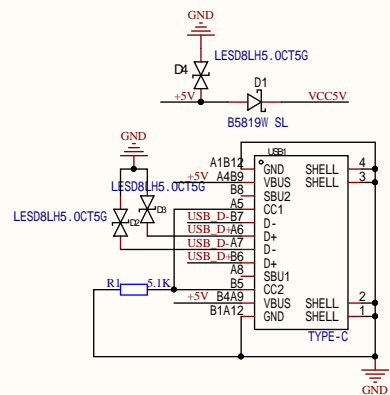 GND
LESD8LH5.0CT5G
D4
D1
+5V
VCC5V
B5819W SL
GND
USB1
A1B12 GND SHELL 4
+5V A4B9 VBUS SHELL 3
LESD8LH5.0CT5G D3
B8 SBU2
A5 CC1
LESD8LH5.0CT5G D2
USB_D- B7 D-
USB_D+ A6 D+
USB_D- A7 D-
USB_D+ B6 D+
A8 SBU1
R1 5.1K B5 CC2
+5V B4A9 VBUS SHELL 2
B1A12 GND SHELL 1
TYPE-C
GND